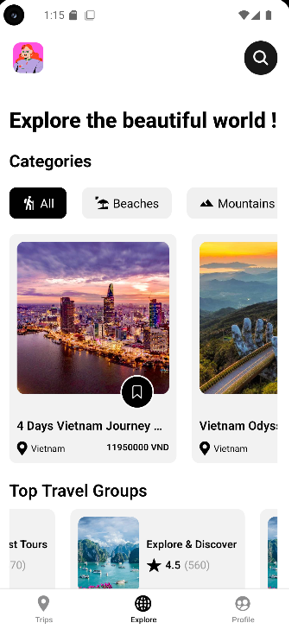 1:15
Explore the beautiful world !
Categories
All
Beaches
Mountains
4 Days Vietnam Journey ...
Vietnam
11950000 VND
Vietnam Odys
Vietnam
Top Travel Groups
st Tours
70)
Explore & Discover
4.5 (560)
Trips
Explore
Profile